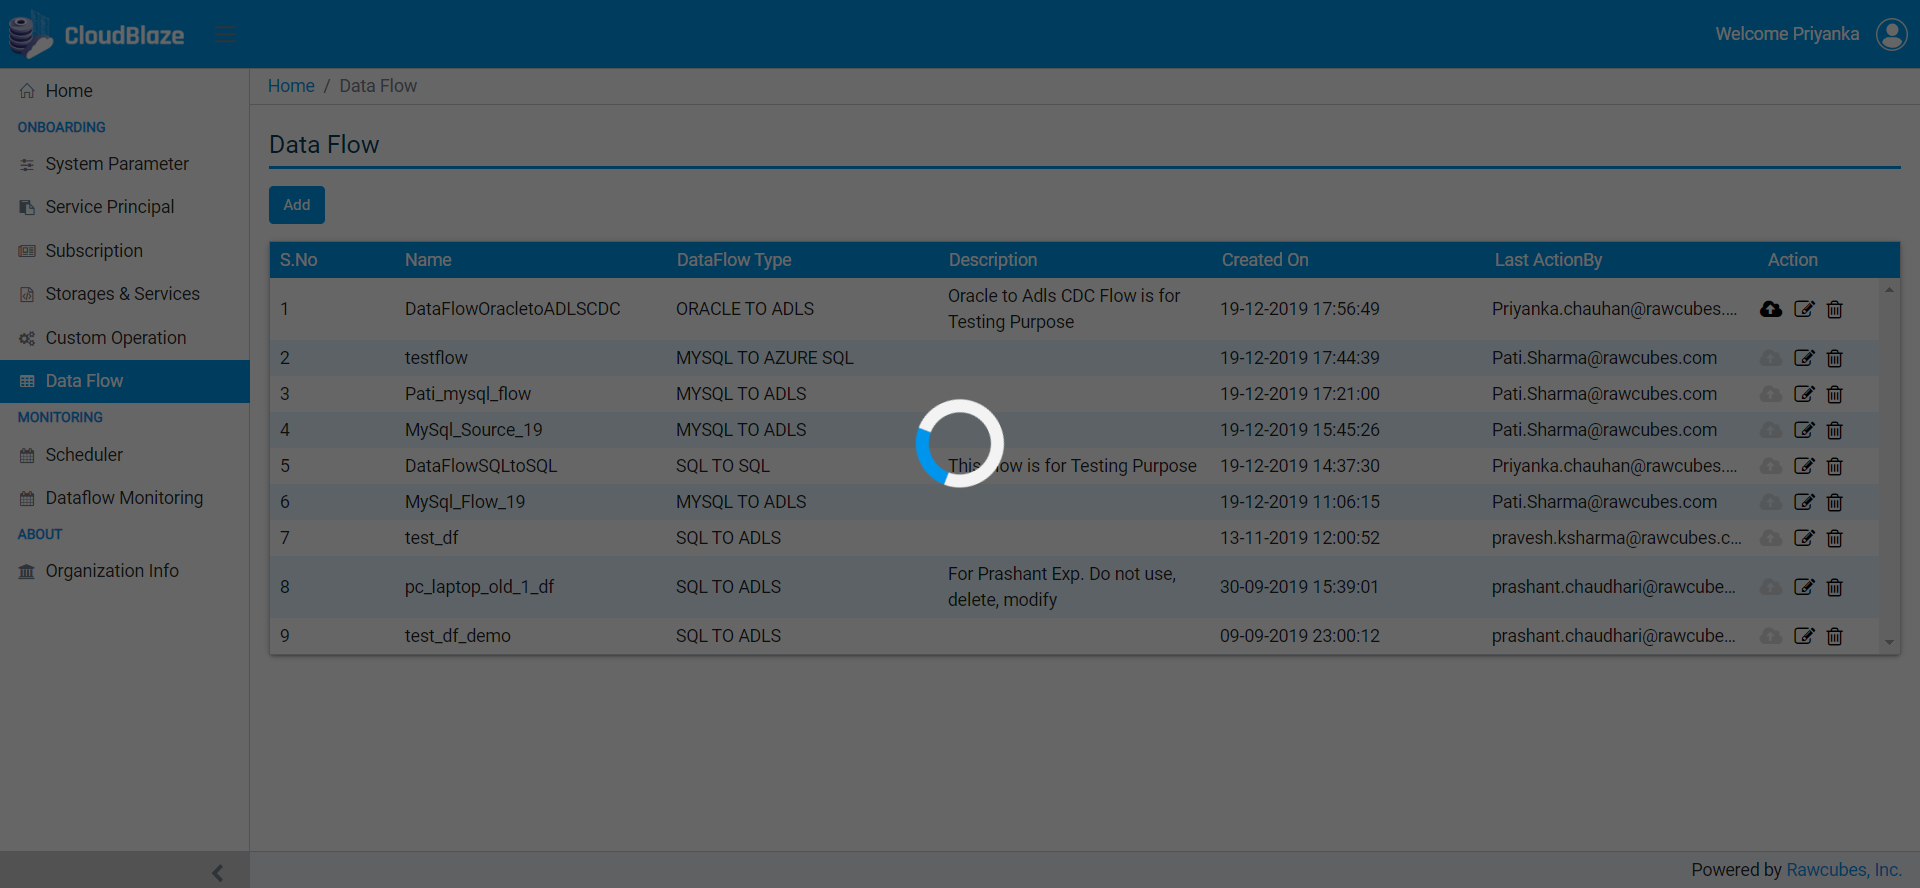 CloudBlaze
Welcome Priyanka
Home
ONBOARDING
System Parameter
Service Principal
Subscription
Storages & Services
Custom Operation
Data Flow
MONITORING
Scheduler
Dataflow Monitoring
ABOUT
Organization Info
Home / Data Flow
Data Flow
Add
S.No Name DataFlow Type Description Created On Last ActionBy Action
1 DataFlowOracletoADLSCDC ORACLE TO ADLS Oracle to Adls CDC Flow is for 19-12-2019 17:56:49 Priyanka.chauhan@rawcubes....
Testing Purpose
2 testflow MYSQL TO AZURE SQL 19-12-2019 17:44:39 Pati.Sharma@rawcubes.com
3 Pati_mysql_flow MYSQL TO ADLS 19-12-2019 17:21:00 Pati.Sharma@rawcubes.com
4 MySql_Source_19 MYSQL TO ADLS 19-12-2019 15:45:26 Pati.Sharma@rawcubes.com
5 DataFlowSQLtoSQL SQL TO SQL This is for Testing Purpose 19-12-2019 14:37:30 Priyanka.chauhan@rawcubes....
6 MySql_Flow_19 MYSQL TO ADLS 19-12-2019 11:06:15 Pati.Sharma@rawcubes.com
7 test_df SQL TO ADLS 13-11-2019 12:00:52 pravesh.ksharma@rawcubes.c...
8 pc_laptop_old_1_df SQL TO ADLS For Prashant Exp. Do not use, 30-09-2019 15:39:01 prashant.chaudhari@rawcube...
delete, modify
9 test_df_demo SQL TO ADLS 09-09-2019 23:00:12 prashant.chaudhari@rawcube...
Powered by Rawcubes, Inc.